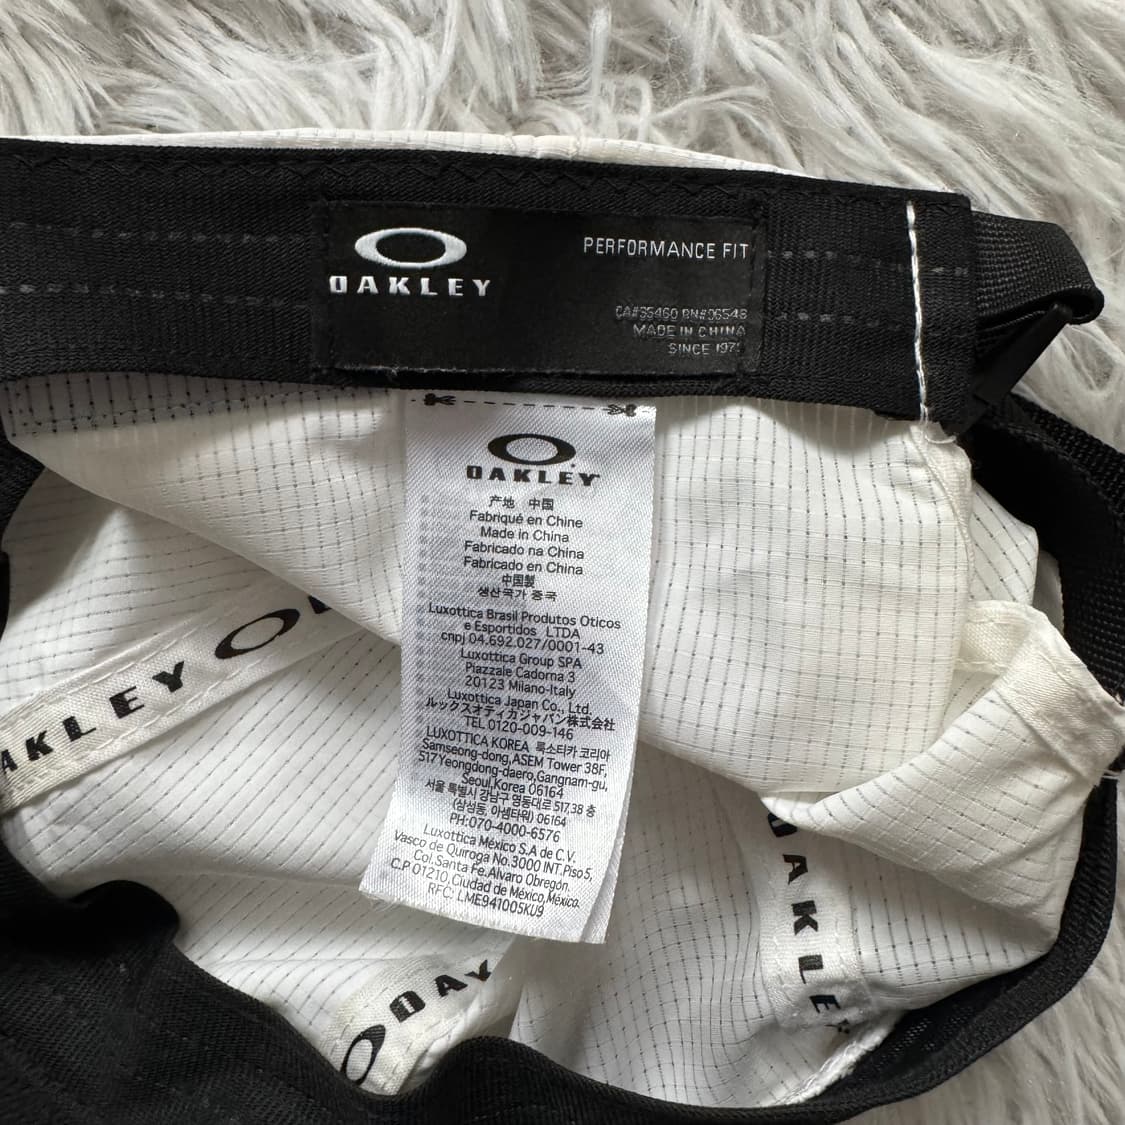 OAKLEY
PERFORMANCE FIT
CA#35460 RN#96548
MADE IN CHINA
SINCE 197
OAKLEY
产地 中国
Fabriqué en Chine
Made in China
Fabricado na China
Fabricado en China
中国製
생산국가 중국
Luxottica Brasil Produtos Oticos
e Esportidos LTDA
cnpj 04.692.027/0001-43
Luxottica Group SPA
Piazzale Cadorna 3
20123 Milano-Italy
Luxottica Japan Co., Ltd.
ルックスオティカジャパン株式会社
TEL 0120-009-146
LUXOTTICA KOREA 룩소티카 코리아
Samseong-dong,ASEM Tower 38F,
517Yeongdong-daero,Gangnam-gu,
Seoul,Korea 06164
서울 특별시 강남구 영동대로 517,38 층
(삼성동, 아셈타워) 06164
PH:070-4000-6576
Luxottica México S.A de C.V.
Vasco de Quiroga No.3000 INT.Piso5,
Col.Santa Fe.Alvaro Obregón.
C.P 01210 Ciudad de México,México.
RFC: LME941005KU9
AKLEY
OAKLE
OAK